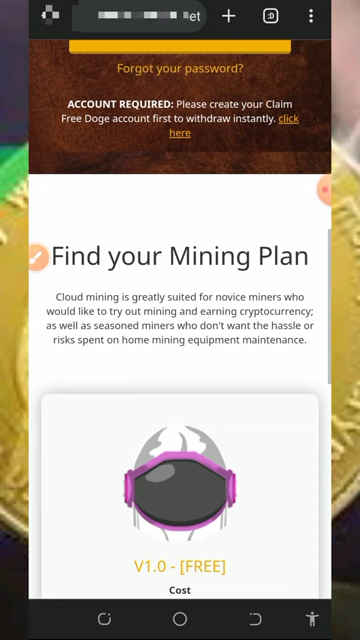 et
:D
Forgot your password?
ACCOUNT REQUIRED: Please create your Claim
Free Doge account first to withdraw instantly. click
here
Find your Mining Plan
Cloud mining is greatly suited for novice miners who
would like to try out mining and earning cryptocurrency;
as well as seasoned miners who don't want the hassle or
risks spent on home mining equipment maintenance.
V1.0 - [FREE]
Cost